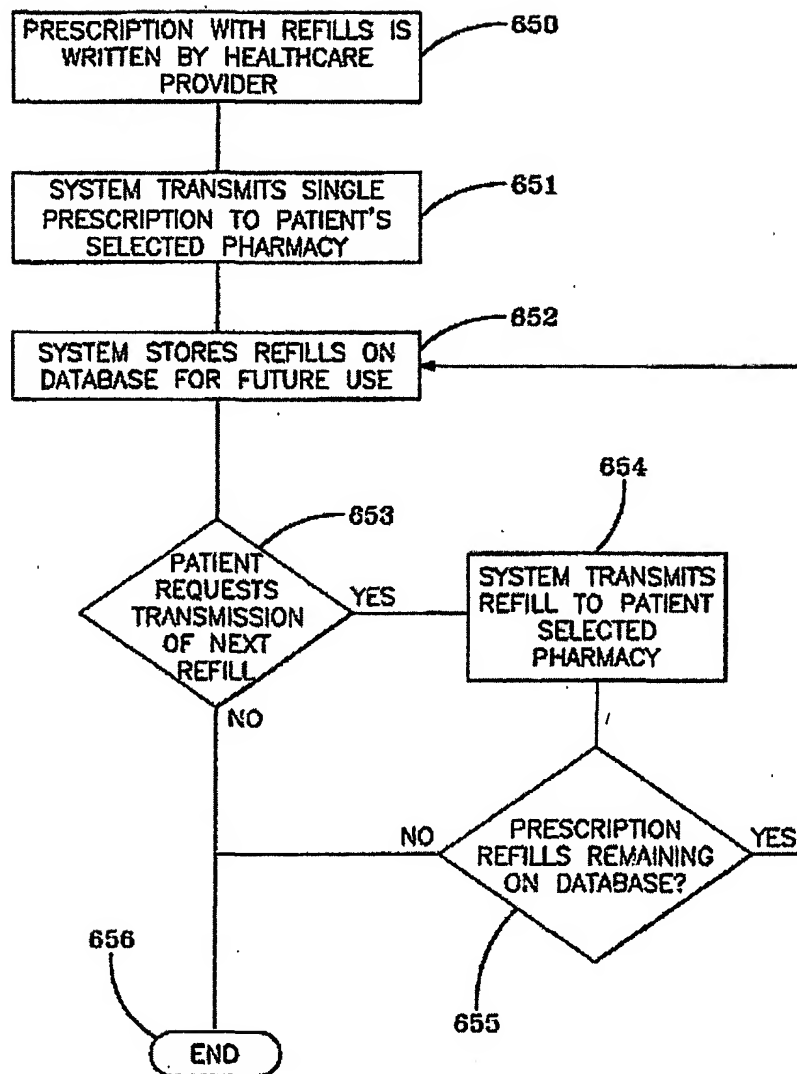 PRESCRIPTION WITH REFILLS IS
WRITTEN BY HEALTHCARE
PROVIDER
650
SYSTEM TRANSMITS SINGLE
PRESCRIPTION TO PATIENT'S
SELECTED PHARMACY
651
SYSTEM STORES REFILLS ON
DATABASE FOR FUTURE USE
652
PATIENT
REQUESTS
TRANSMISSION
OF NEXT
REFILL
653
YES
NO
SYSTEM TRANSMITS
REFILL TO PATIENT
SELECTED
PHARMACY
654
PRESCRIPTION
REFILLS REMAINING
ON DATABASE?
NO
YES
655
656
END